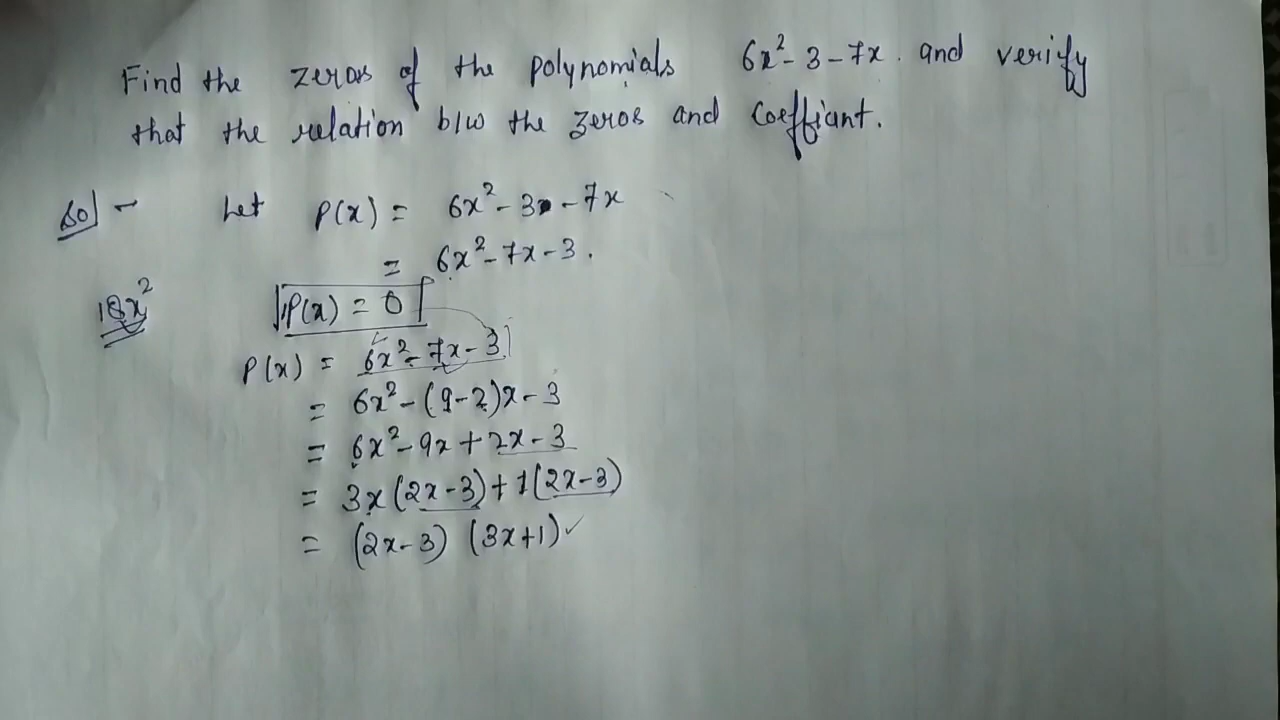 Find the zeros of the polynomials 6x² - 3 - 7x. and verify
that the relation b/w the zeros and coeffiant.
Sol - Let P(x) = 6x² - 3 - 7x
= 6x² - 7x - 3.
18x²
P(x) = 0
P(x) = 6x² - 7x - 3
= 6x² - (9-2)x - 3
= 6x² - 9x + 2x - 3
= 3x(2x-3) + 1(2x-3)
= (2x-3) (3x+1) ✓